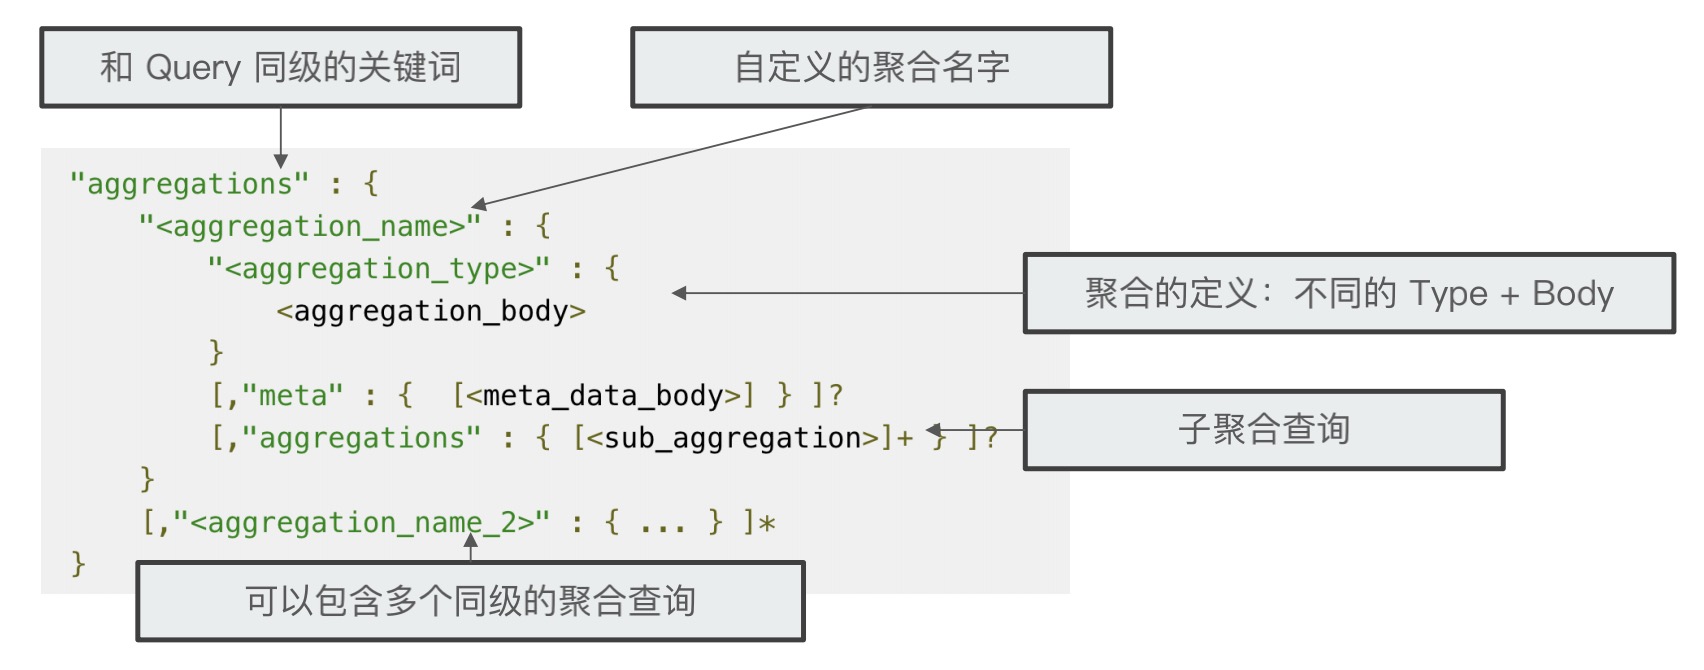 和 Query 同级的关键词
自定义的聚合名字
"aggregations" : {
"<aggregation_name>" : {
"<aggregation_type>" : {
<aggregation_body>
}
[,"meta" : {  [<meta_data_body>] } ]?
[,"aggregations" : { [<sub_aggregation>]+ } ]?
}
[,"<aggregation_name_2>" : { ... } ]*
}
聚合的定义：不同的 Type + Body
子聚合查询
可以包含多个同级的聚合查询